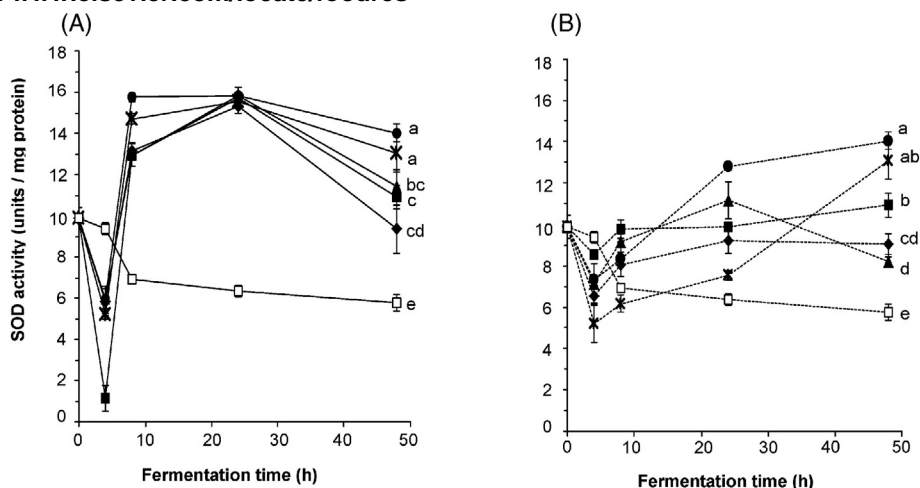 (A)
18
16
14
12
10
8
6
4
2
0
SOD activity (units / mg protein)
a
a
bc
c
cd
e
0 10 20 30 40 50
Fermentation time (h)
(B)
18
16
14
12
10
8
6
4
2
0
a
ab
b
cd
d
e
0 10 20 30 40 50
Fermentation time (h)